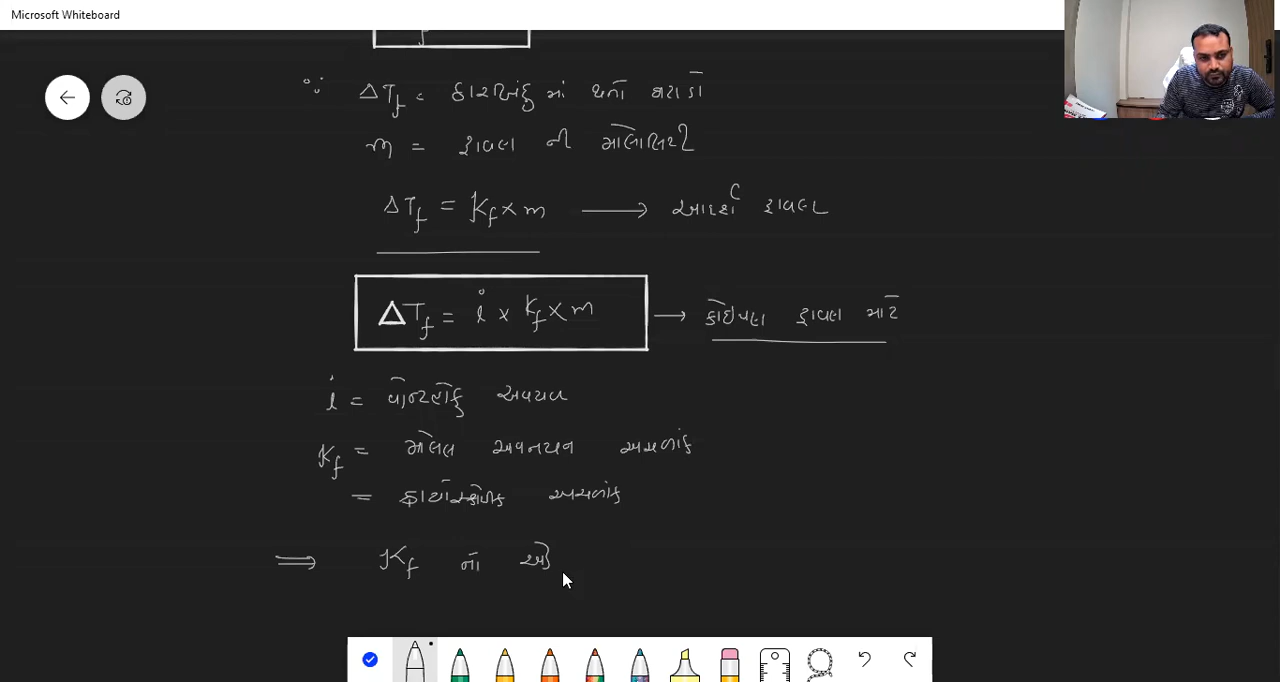 Microsoft Whiteboard
∵ ΔTf = ઠારબિંદુ માં થતો ઘટાડો
m = દ્રાવણ ની મોલાલિટી
ΔTf = Kf × m ⟶ આદર્શ દ્રાવણ
ΔTf = i × Kf × m ⟶ કોઈપણ દ્રાવણ માટે
i = વોન્ટહોફ અવયવ
Kf = મોલલ અવનયન અચળાંક
= ક્રાયોસ્કોપિક અચળાંક
⟹ Kf નો એ